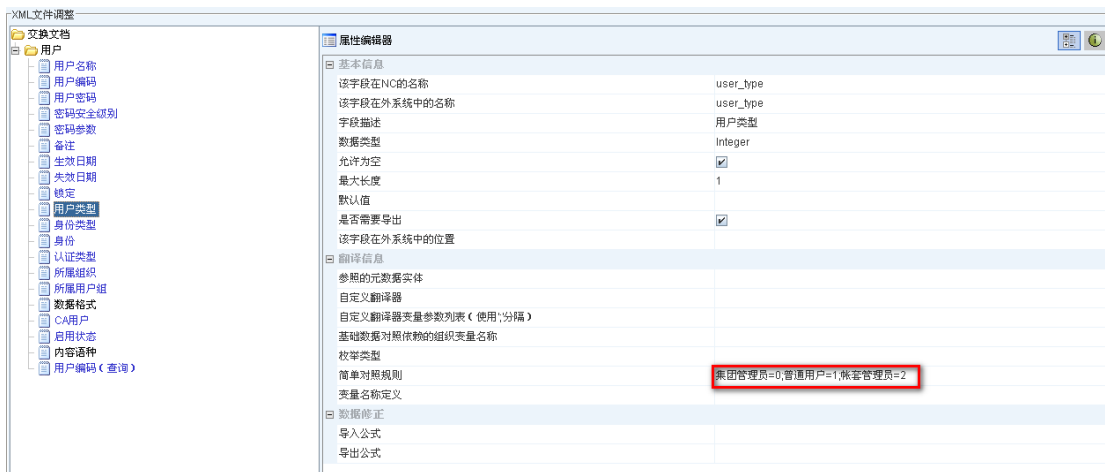 XML文件调整
交换文档
用户
用户名称
用户编码
用户密码
密码安全级别
密码参数
备注
生效日期
失效日期
锁定
用户类型
身份类型
身份
认证类型
所属组织
所属用户组
数据格式
CA用户
启用状态
内容语种
用户编码(查询)
属性编辑器
基本信息
该字段在NC的名称 user_type
该字段在外系统中的名称 user_type
字段描述 用户类型
数据类型 Integer
允许为空
最大长度 1
默认值
是否需要导出
该字段在外系统中的位置
翻译信息
参照的元数据实体
自定义翻译器
自定义翻译器变量参数列表(使用';'分隔)
基础数据对照依赖的组织变量名称
枚举类型
简单对照规则 集团管理员=0;普通用户=1;帐套管理员=2
变量名称定义
数据修正
导入公式
导出公式